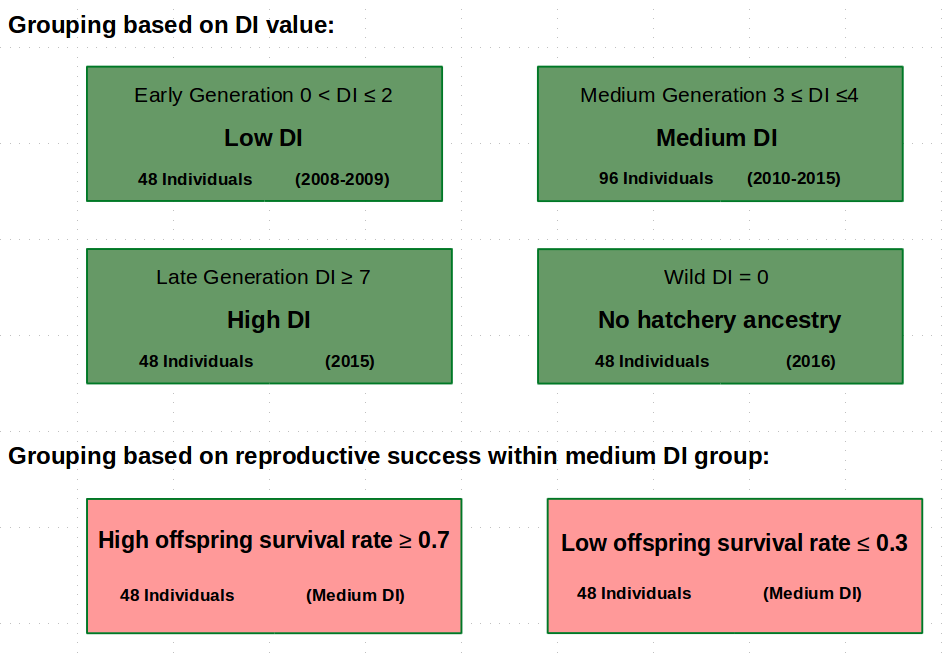 Grouping based on DI value:
Early Generation 0 < DI ≤ 2
Low DI
48 Individuals (2008-2009)
Medium Generation 3 ≤ DI ≤4
Medium DI
96 Individuals (2010-2015)
Late Generation DI ≥ 7
High DI
48 Individuals (2015)
Wild DI = 0
No hatchery ancestry
48 Individuals (2016)
Grouping based on reproductive success within medium DI group:
High offspring survival rate ≥ 0.7
48 Individuals (Medium DI)
Low offspring survival rate ≤ 0.3
48 Individuals (Medium DI)